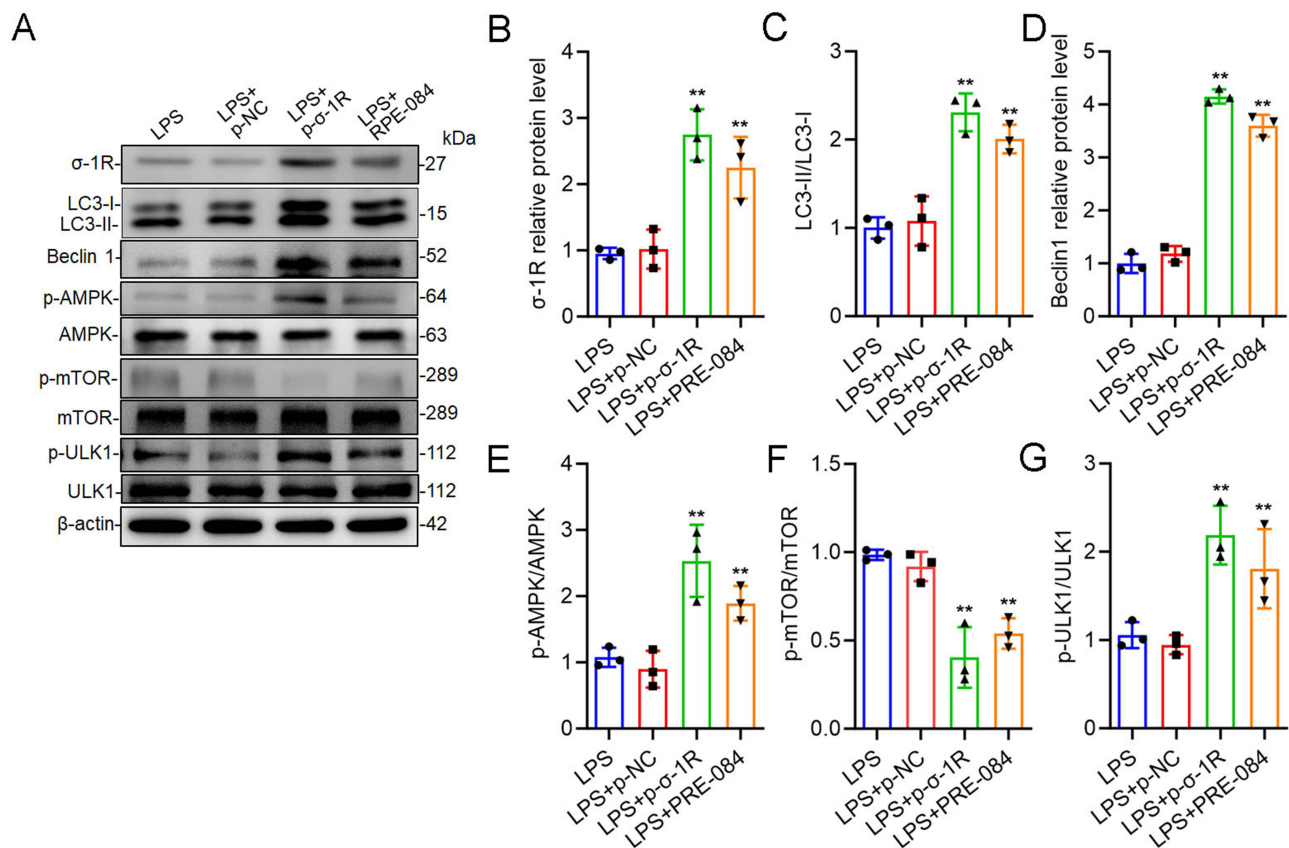 A
LPS
LPS+
p-NC
LPS+
p-σ-1R
LPS+
RPE-084
kDa
σ-1R- -27
LC3-I
LC3-II -15
Beclin 1 -52
p-AMPK- -64
AMPK- -63
p-mTOR- -289
mTOR- -289
p-ULK1- -112
ULK1- -112
β-actin- -42
B
σ-1R relative protein level
4
3
2
1
0
**
**
LPS
LPS+p-NC
LPS+p-σ-1R
LPS+PRE-084
C
LC3-II/LC3-I
3
2
1
0
**
**
LPS
LPS+p-NC
LPS+p-σ-1R
LPS+PRE-084
D
Beclin1 relative protein level
5
4
3
2
1
0
**
**
LPS
LPS+p-NC
LPS+p-σ-1R
LPS+PRE-084
E
p-AMPK/AMPK
4
3
2
1
0
**
**
LPS
LPS+p-NC
LPS+p-σ-1R
LPS+PRE-084
F
p-mTOR/mTOR
1.5
1.0
0.5
0.0
**
**
LPS
LPS+p-NC
LPS+p-σ-1R
LPS+PRE-084
G
p-ULK1/ULK1
3
2
1
0
**
**
LPS
LPS+p-NC
LPS+p-σ-1R
LPS+PRE-084